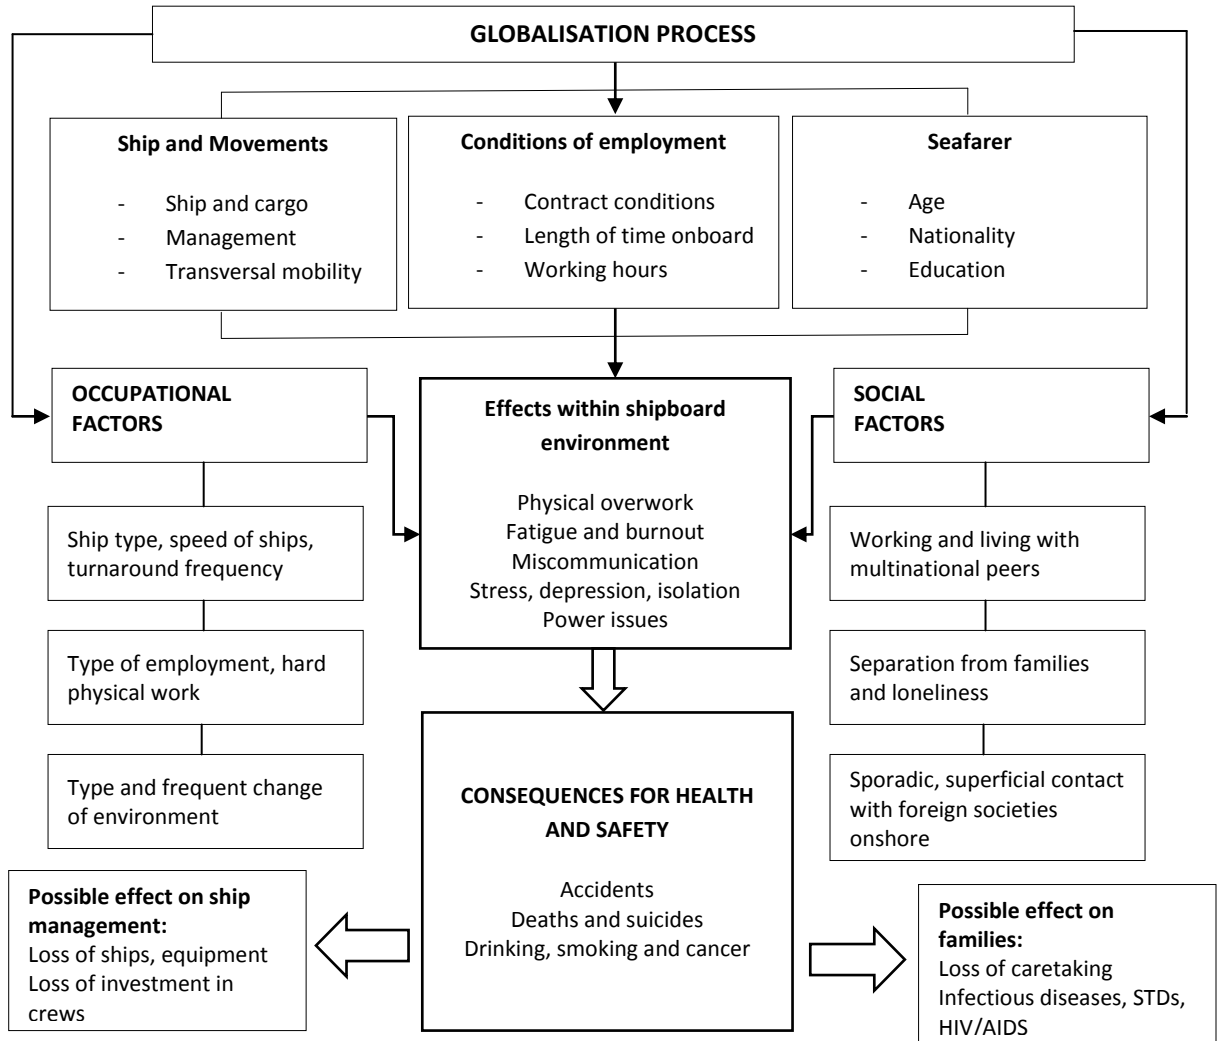 GLOBALISATION PROCESS
Ship and Movements
- Ship and cargo
- Management
- Transversal mobility
Conditions of employment
- Contract conditions
- Length of time onboard
- Working hours
Seafarer
- Age
- Nationality
- Education
OCCUPATIONAL
FACTORS
Ship type, speed of ships,
turnaround frequency
Type of employment, hard
physical work
Type and frequent change
of environment
Effects within shipboard
environment
Physical overwork
Fatigue and burnout
Miscommunication
Stress, depression, isolation
Power issues
SOCIAL
FACTORS
Working and living with
multinational peers
Separation from families
and loneliness
Sporadic, superficial contact
with foreign societies
onshore
CONSEQUENCES FOR HEALTH
AND SAFETY
Accidents
Deaths and suicides
Drinking, smoking and cancer
Possible effect on ship
management:
Loss of ships, equipment
Loss of investment in
crews
Possible effect on
families:
Loss of caretaking
Infectious diseases, STDs,
HIV/AIDS